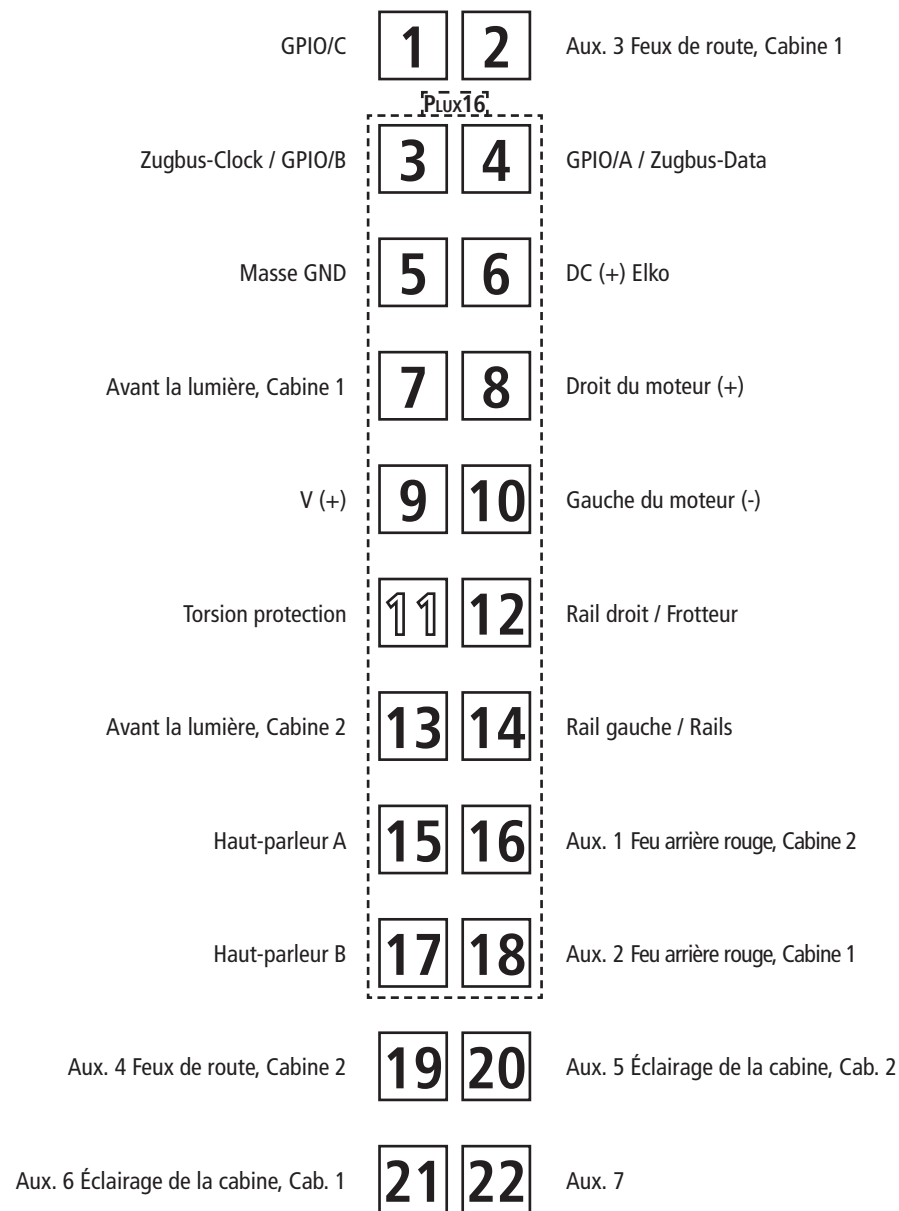 GPIO/C 1 2 Aux. 3 Feux de route, Cabine 1
PLUX16
Zugbus-Clock / GPIO/B 3 4 GPIO/A / Zugbus-Data
Masse GND 5 6 DC (+) Elko
Avant la lumière, Cabine 1 7 8 Droit du moteur (+)
V (+) 9 10 Gauche du moteur (-)
Torsion protection 11 12 Rail droit / Frotteur
Avant la lumière, Cabine 2 13 14 Rail gauche / Rails
Haut-parleur A 15 16 Aux. 1 Feu arrière rouge, Cabine 2
Haut-parleur B 17 18 Aux. 2 Feu arrière rouge, Cabine 1
Aux. 4 Feux de route, Cabine 2 19 20 Aux. 5 Éclairage de la cabine, Cab. 2
Aux. 6 Éclairage de la cabine, Cab. 1 21 22 Aux. 7